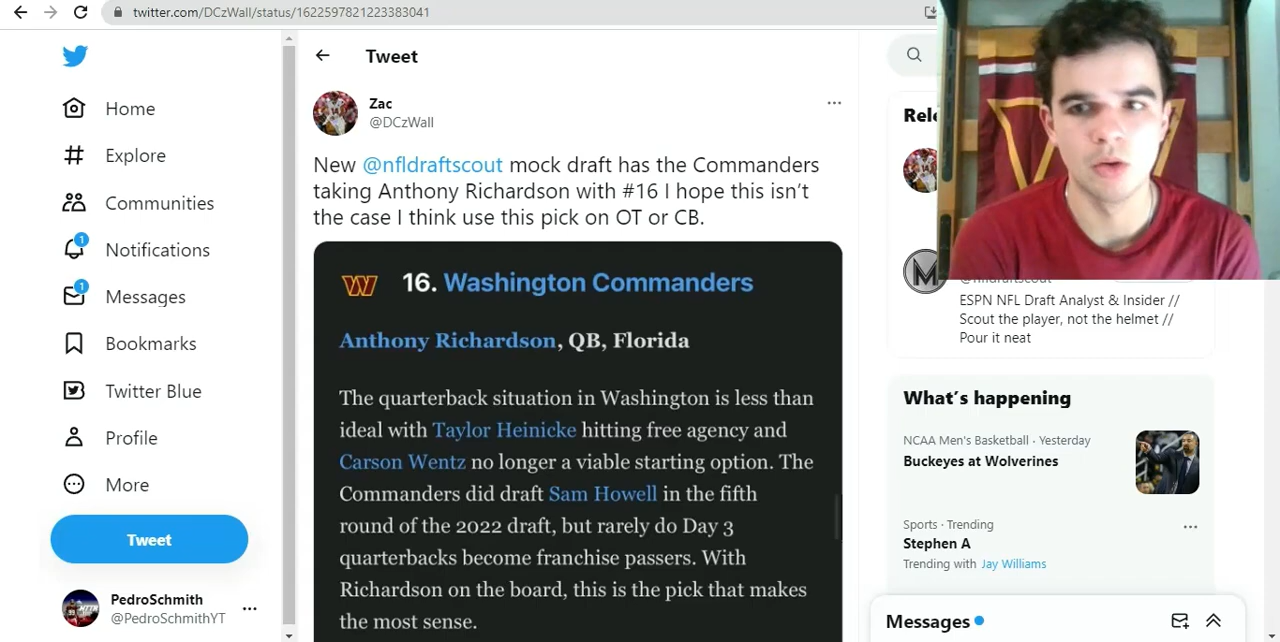 twitter.com/DCzWall/status/1622597821223383041
Tweet
Zac
@DCzWall
New @nfldraftscout mock draft has the Commanders
taking Anthony Richardson with #16 I hope this isn't
the case I think use this pick on OT or CB.
16. Washington Commanders
Anthony Richardson, QB, Florida
The quarterback situation in Washington is less than
ideal with Taylor Heinicke hitting free agency and
Carson Wentz no longer a viable starting option. The
Commanders did draft Sam Howell in the fifth
round of the 2022 draft, but rarely do Day 3
quarterbacks become franchise passers. With
Richardson on the board, this is the pick that makes
the most sense.
Home
Explore
Communities
1
Notifications
1
Messages
Bookmarks
Twitter Blue
Profile
More
Tweet
PedroSchmith
@PedroSchmithYT
ESPN NFL Draft Analyst & Insider //
Scout the player, not the helmet //
Pour it neat
What's happening
NCAA Men's Basketball · Yesterday
Buckeyes at Wolverines
Sports · Trending
Stephen A
Trending with Jay Williams
Messages